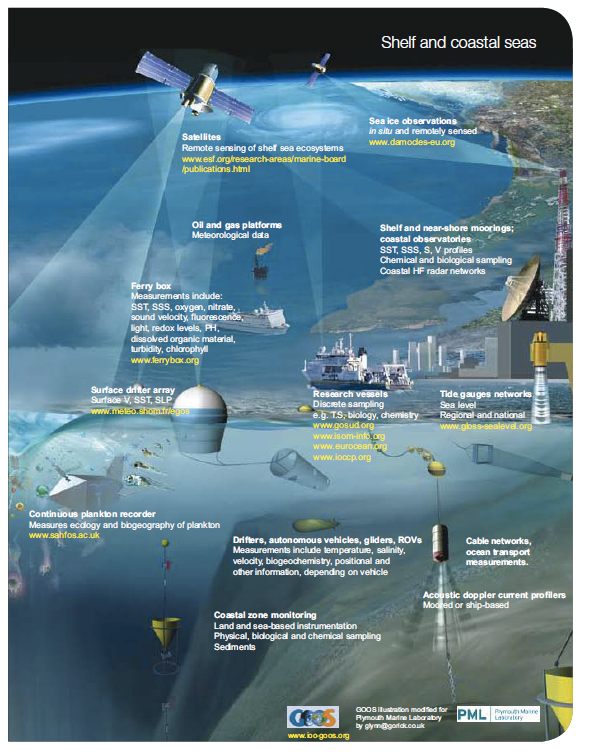 Shelf and coastal seas
Sea ice observations
in situ and remotely sensed
www.damocles-eu.org
Satellites
Remote sensing of shelf sea ecosystems
www.esf.org/research-areas/marine-board
/publications.html
Oil and gas platforms
Meteorological data
Shelf and near-shore moorings;
coastal observatories
SST, SSS, S, V profiles
Chemical and biological sampling
Coastal HF radar networks
Ferry box
Measurements include:
SST, SSS, oxygen, nitrate,
sound velocity, fluorescence,
light, redox levels, PH,
dissolved organic material,
turbidity, chlorophyll
www.ferrybox.org
Surface drifter array
Surface V, SST, SLP
www.meteo.shom.fr/egos
Research vessels
Discrete sampling
e.g. T.S, biology, chemistry
www.gosud.org
www.isom-info.org
www.eurocean.org
www.ioccp.org
Tide gauges networks
Sea level
Regional and national
www.gloss-sealevel.org
Continuous plankton recorder
Measures ecology and biogeography of plankton
www.sahfos.ac.uk
Drifters, autonomous vehicles, gliders, ROVs
Measurements include temperature, salinity,
velocity, biogeochemistry, positional and
other information, depending on vehicle
Cable networks,
ocean transport
measurements.
Acoustic doppler current profilers
Moored or ship-based
Coastal zone monitoring
Land and sea-based instrumentation
Physical, biological and chemical sampling
Sediments
GOOS
www.ioo-goos.org
GOOS illustration modified for
Plymouth Marine Laboratory
by glynn@gorick.co.uk
PML
Plymouth Marine
Laboratory